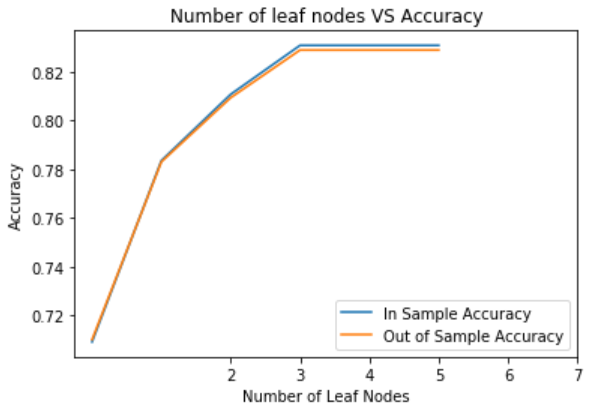 Number of leaf nodes VS Accuracy
0.82
0.80
0.78
0.76
0.74
0.72
Accuracy
In Sample Accuracy
Out of Sample Accuracy
2 3 4 5 6 7
Number of Leaf Nodes